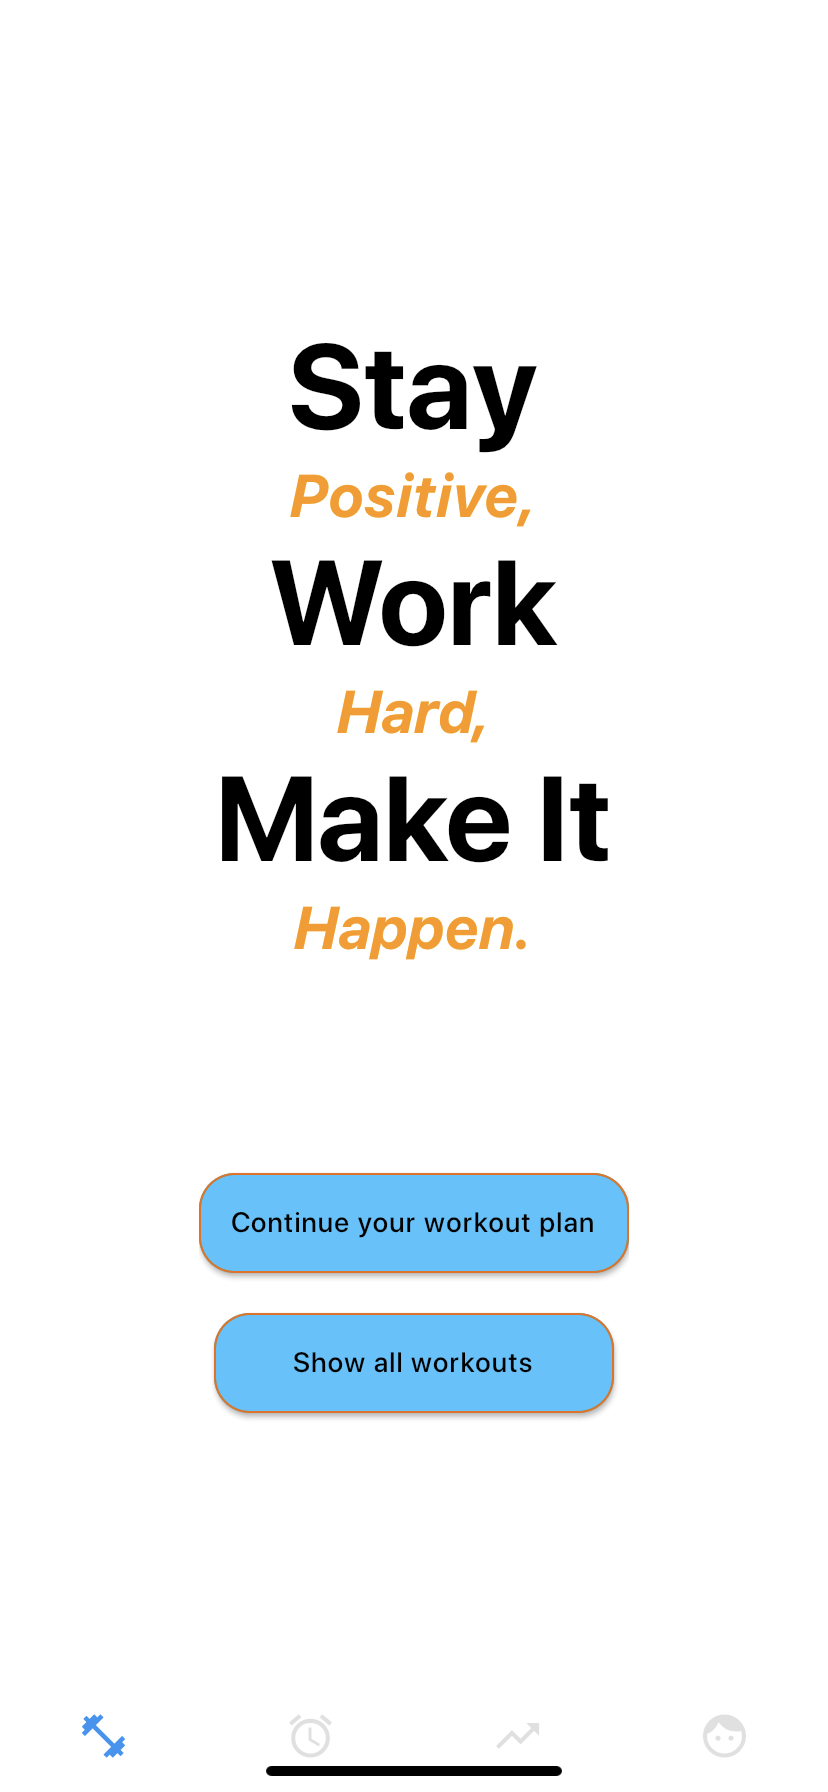 Stay
Positive,
Work
Hard,
Make It
Happen.
Continue your workout plan
Show all workouts